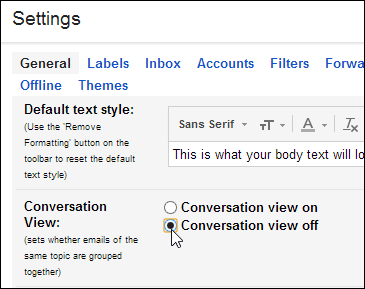 Settings
General Labels Inbox Accounts Filters Forwa
Offline Themes
Default text style:
(Use the 'Remove
Formatting' button on
the toolbar to reset the default
text style)
Sans Serif T A T
This is what your body text will lo
Conversation
View:
(sets whether emails of the
same topic are grouped
together)
Conversation view on
Conversation view off